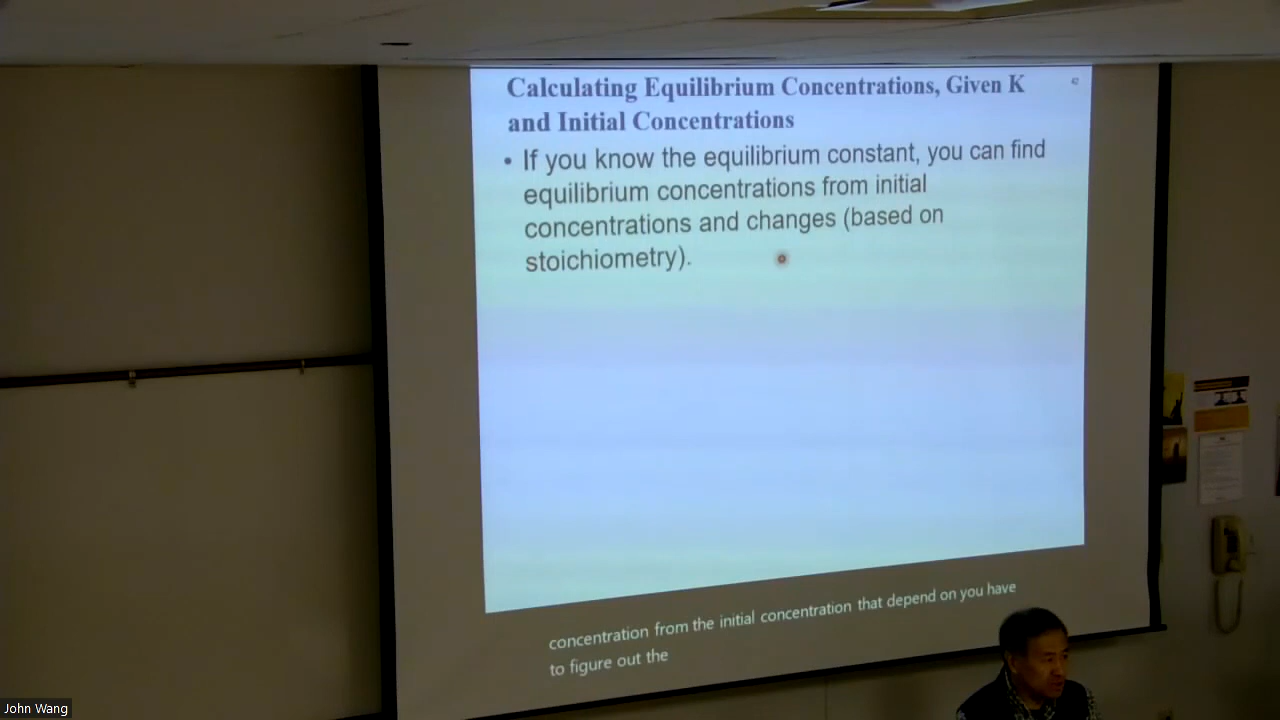 Calculating Equilibrium Concentrations, Given K
and Initial Concentrations
• If you know the equilibrium constant, you can find
equilibrium concentrations from initial
concentrations and changes (based on
stoichiometry).
concentration from the initial concentration that depend on you have
to figure out the
John Wang